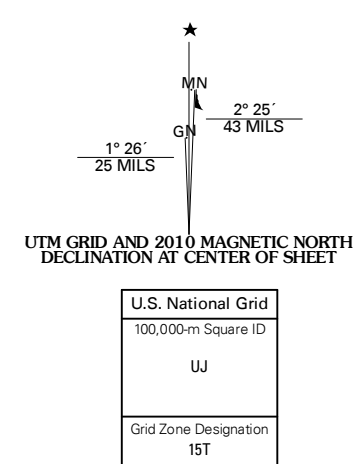 MN
GN
2° 25´
43 MILS
1° 26´
25 MILS
UTM GRID AND 2010 MAGNETIC NORTH
DECLINATION AT CENTER OF SHEET
U.S. National Grid
100,000-m Square ID
UJ
Grid Zone Designation
15T